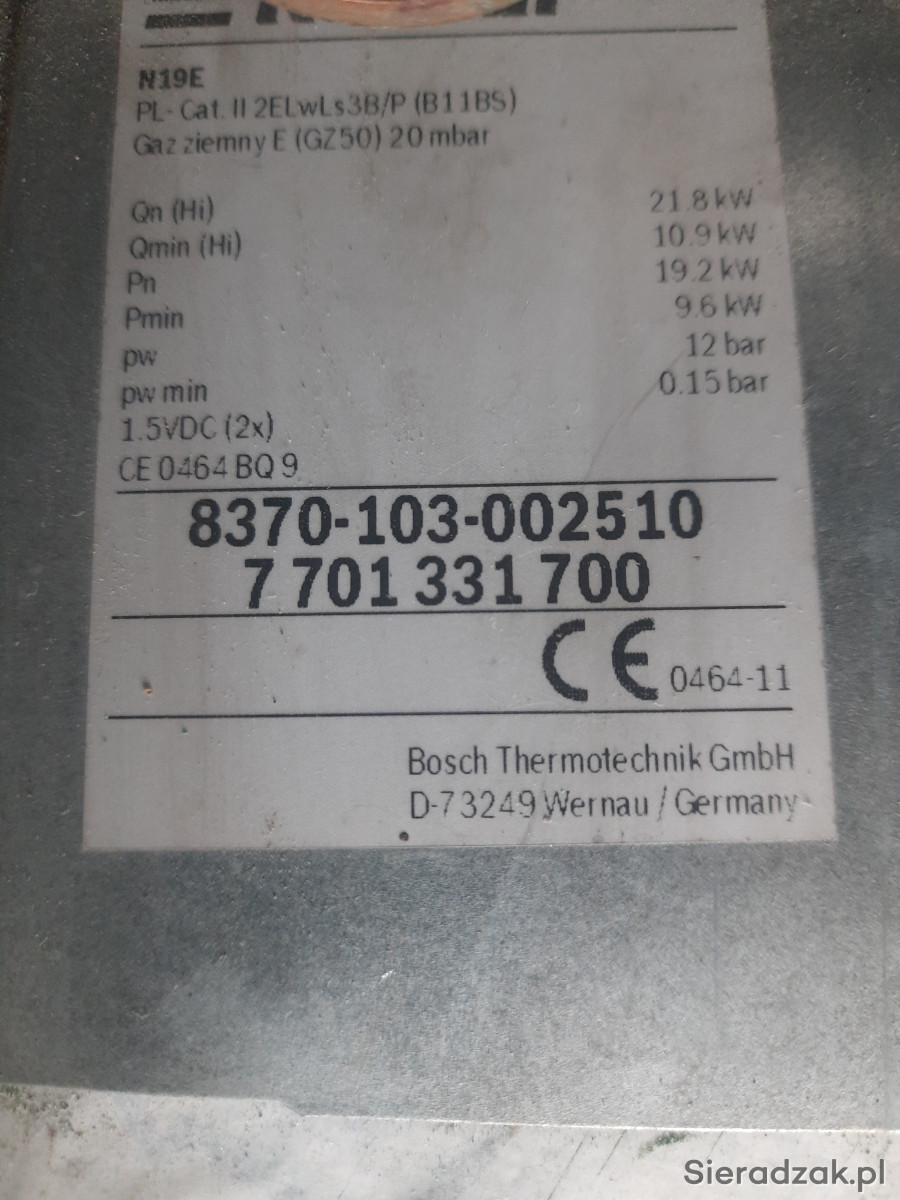 N19E
PL- Cat. II 2ELwLs3B/P (B11BS)
Gaz ziemny E (GZ50) 20 mbar
Qn (Hi) 21.8 kW
Qmin (Hi) 10.9 kW
Pn 19.2 kW
Pmin 9.6 kW
pw 12 bar
pw min 0.15 bar
1.5VDC (2x)
CE 0464 BQ 9
8370-103-002510
7 701 331 700
CE 0464-11
Bosch Thermotechnik GmbH
D-73249 Wernau / Germany
Sieradzak.pl